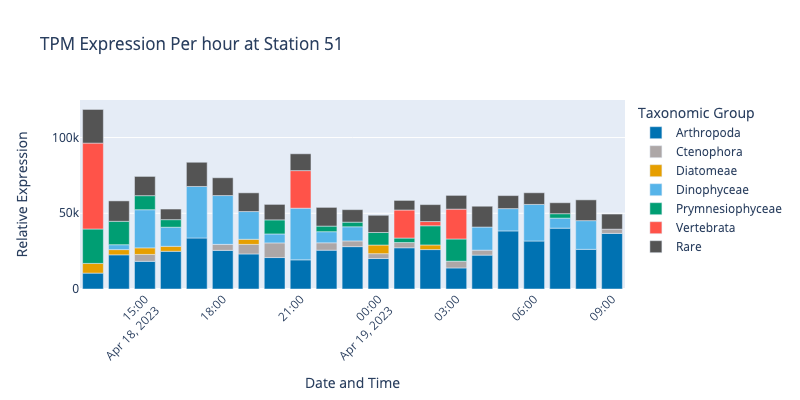 TPM Expression Per hour at Station 51
Relative Expression
100k
50k
0
15:00
Apr 18, 2023
18:00
21:00
00:00
Apr 19, 2023
03:00
06:00
09:00
Date and Time
Taxonomic Group
Arthropoda
Ctenophora
Diatomeae
Dinophyceae
Prymnesiophyceae
Vertebrata
Rare